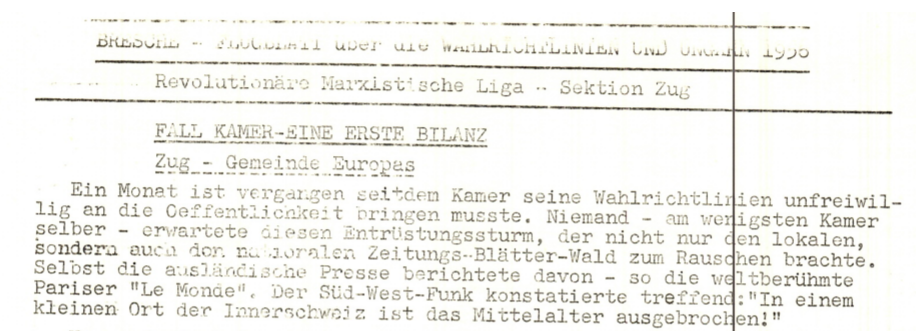 BRESCHE - FLUGBLATT über die WAHLRICHTLINIEN UND UNGARN 1956
Revolutionäre Marxistische Liga - Sektion Zug
FALL KAMER-EINE ERSTE BILANZ
Zug - Gemeinde Europas
Ein Monat ist vergangen seitdem Kamer seine Wahlrichtlinien unfreiwil-
lig an die Oeffentlichkeit bringen musste. Niemand - am wenigsten Kamer
selber - erwartete diesen Entrüstungssturm, der nicht nur den lokalen,
sondern auch den nationalen Zeitungs-Blätter-Wald zum Rauschen brachte.
Selbst die ausländische Presse berichtete davon - so die weltberühmte
Pariser "Le Monde". Der Süd-West-Funk konstatierte treffend:"In einem
kleinen Ort der Innerschweiz ist das Mittelalter ausgebrochen!"